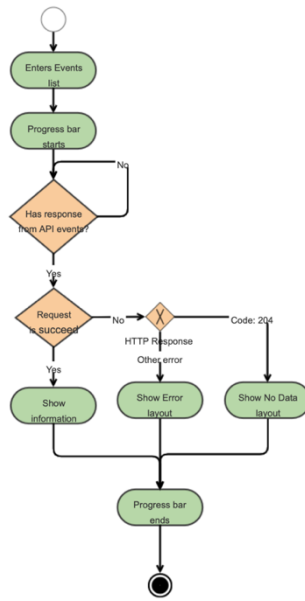 Enters Events
list
Progress bar
starts
No
Has response
from API events?
Yes
Request
is succeed
No
Code: 204
HTTP Response
Other error
Yes
Show
information
Show Error
layout
Show No Data
layout
Progress bar
ends